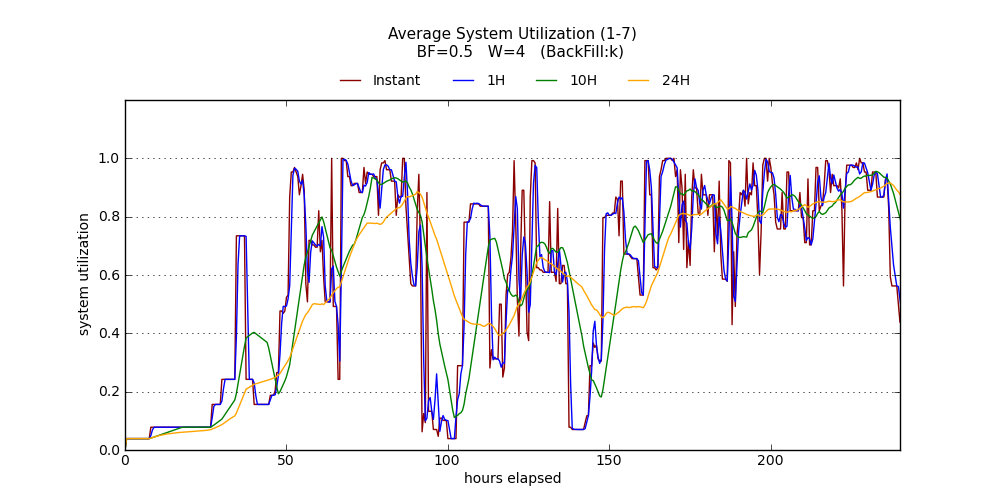 Average System Utilization (1-7)
BF=0.5 W=4 (BackFill:k)
Instant 1H 10H 24H
1.0
0.8
0.6
0.4
0.2
0.0
system utilization
0 50 100 150 200
hours elapsed